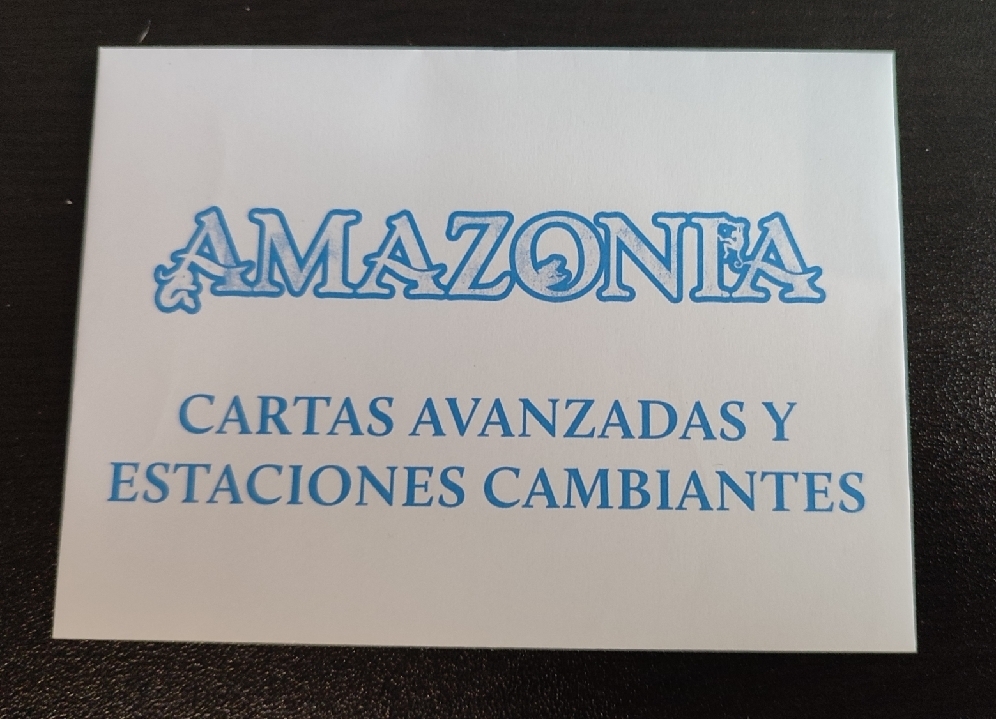 AMAZONIA
CARTAS AVANZADAS Y
ESTACIONES CAMBIANTES